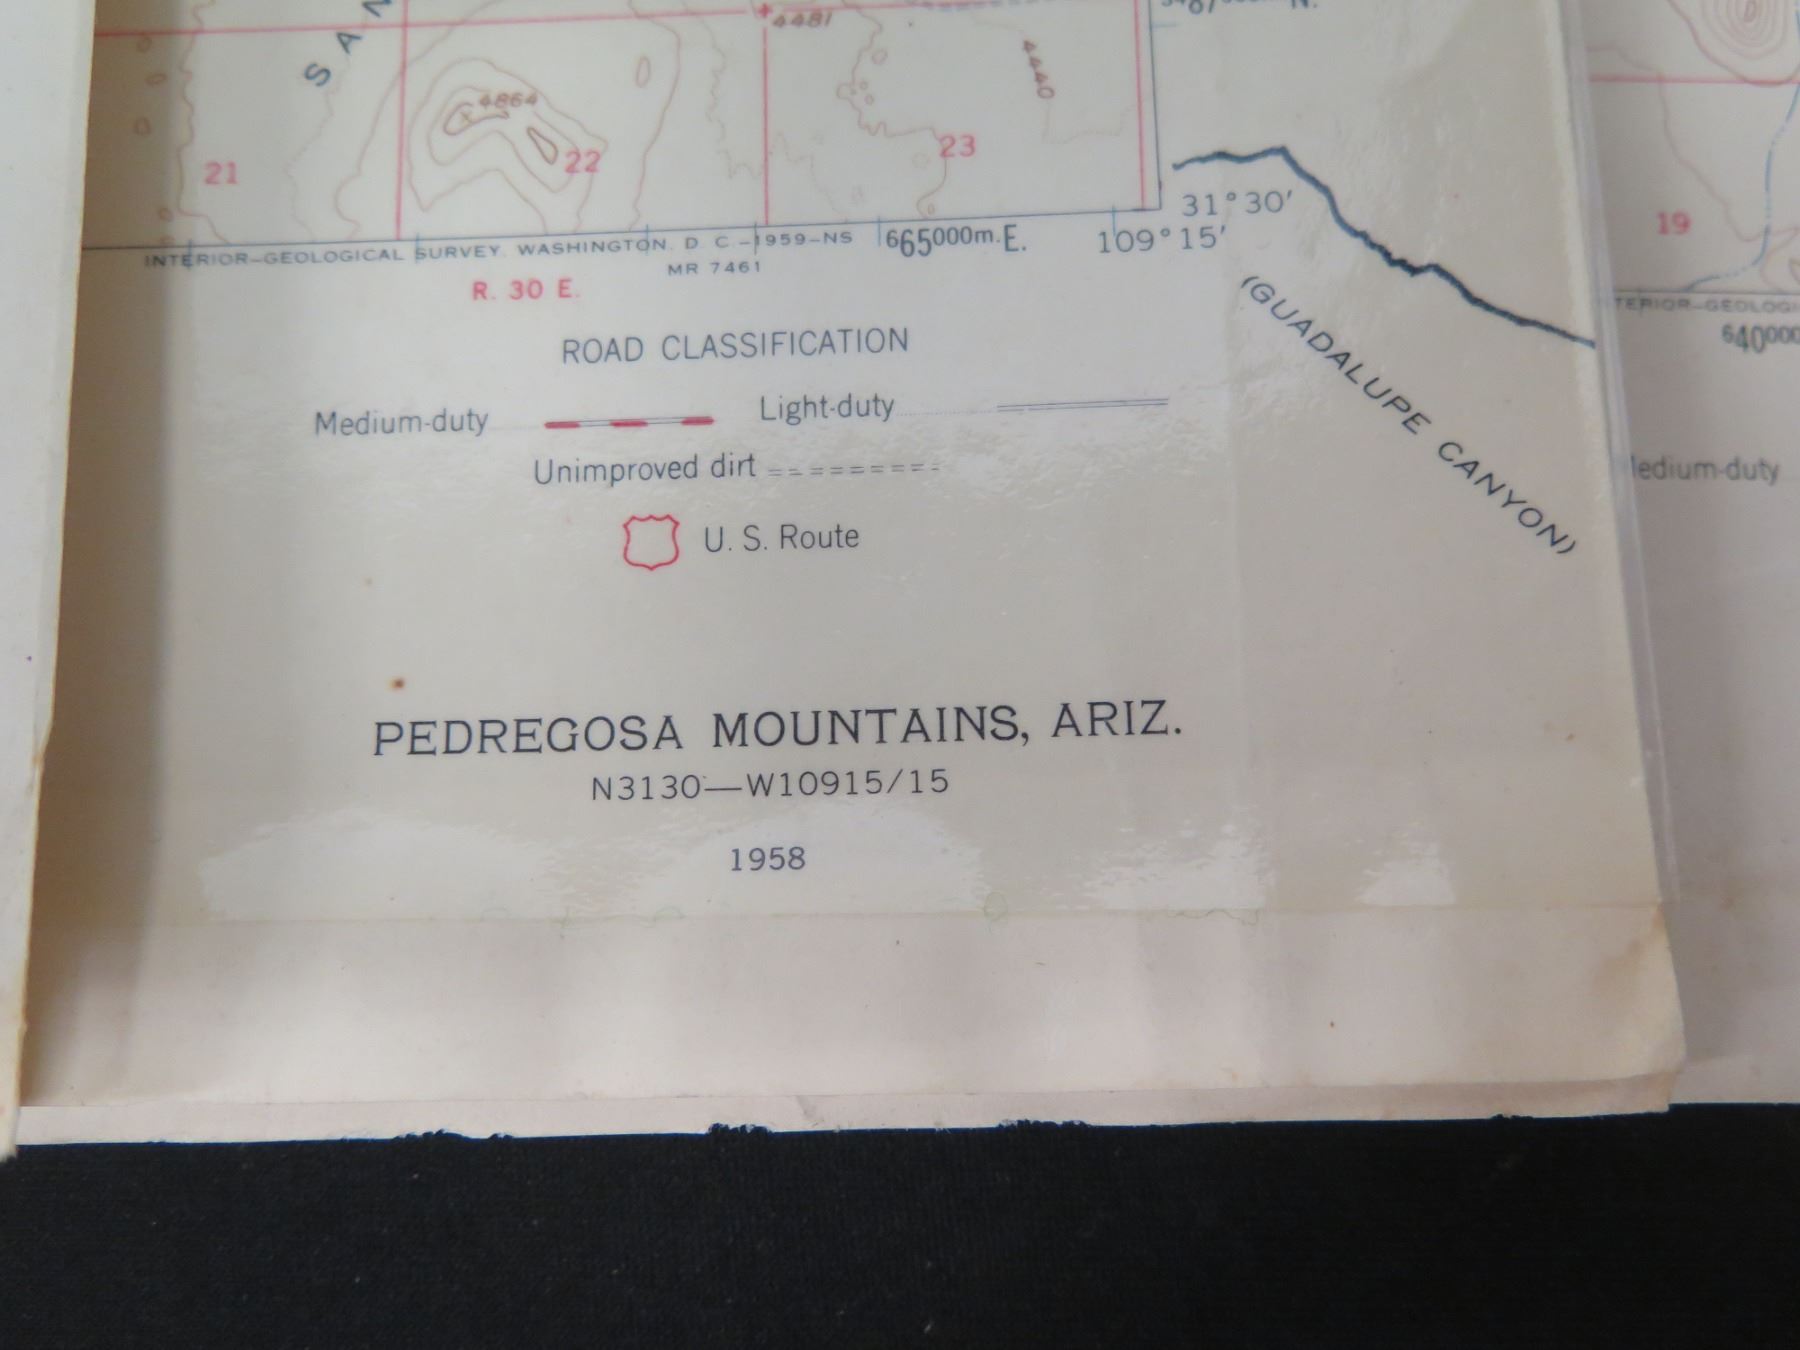 4481
S A N
4864
4440
21
22
23
19
31°30′
INTERIOR—GEOLOGICAL SURVEY, WASHINGTON, D. C.—1959—NS
665000m.E.
109°15′
MR 7461
R. 30 E.
(GUADALUPE CANYON)
640000
ROAD CLASSIFICATION
Medium-duty
Light-duty
Medium-duty
Unimproved dirt
U. S. Route
PEDREGOSA MOUNTAINS, ARIZ.
N3130—W10915/15
1958